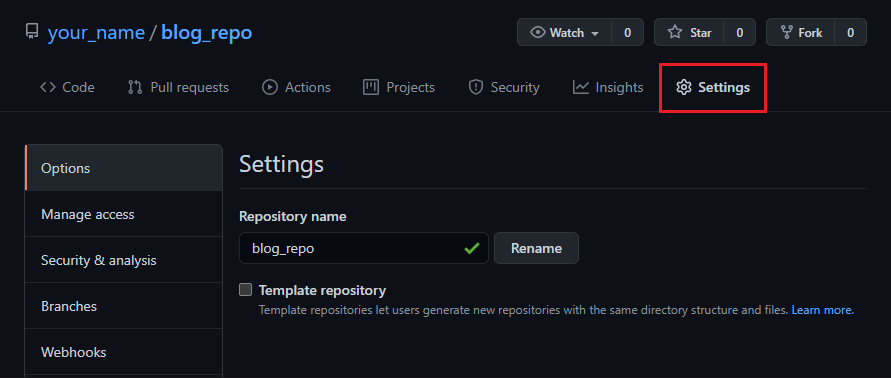 your_name / blog_repo
Watch 0 Star 0 Fork 0
Code Pull requests Actions Projects Security Insights Settings
Options
Manage access
Security & analysis
Branches
Webhooks
Settings
Repository name
blog_repo Rename
Template repository
Template repositories let users generate new repositories with the same directory structure and files. Learn more.